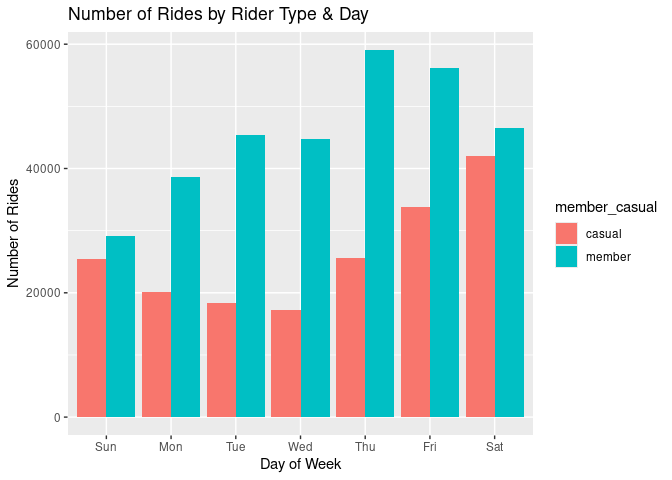 Number of Rides by Rider Type & Day
60000
40000
20000
0
Number of Rides
Sun Mon Tue Wed Thu Fri Sat
Day of Week
member_casual
casual
member